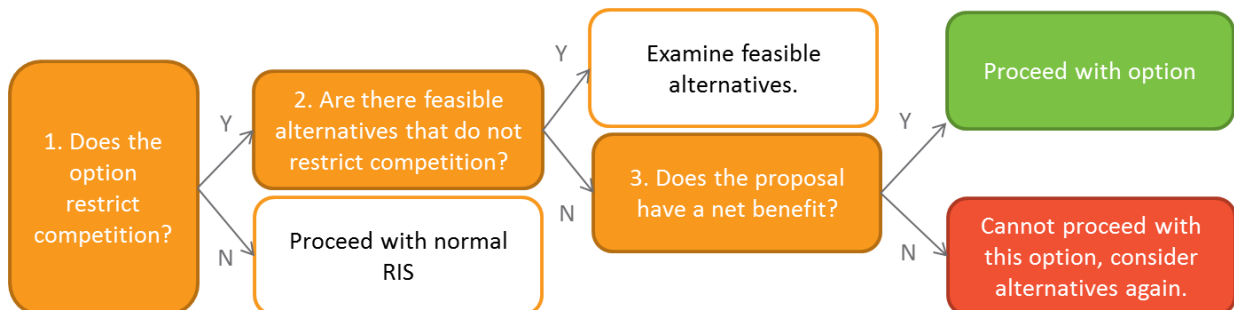 1. Does the
option
restrict
competition?
Y
N
2. Are there feasible
alternatives that do not
restrict competition?
Proceed with normal
RIS
Y
N
Examine feasible
alternatives.
3. Does the proposal
have a net benefit?
Y
N
Proceed with option
Cannot proceed with
this option, consider
alternatives again.